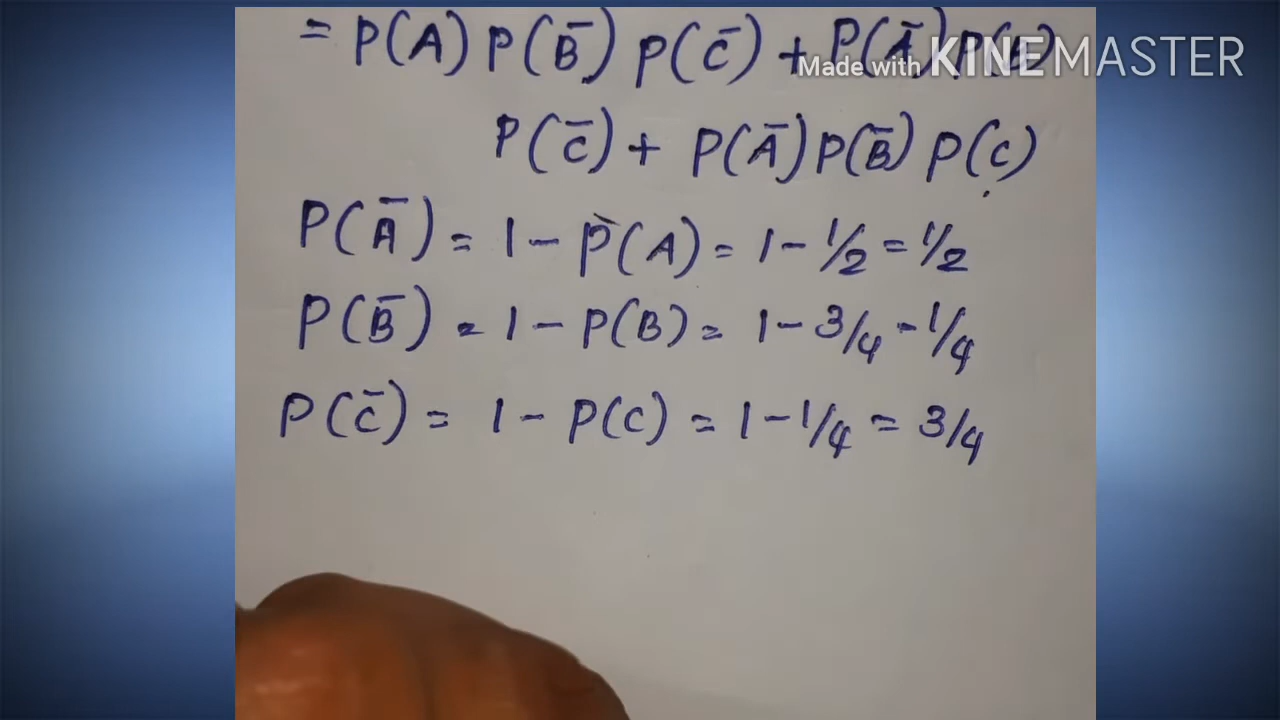 = P(A) P(B̄) P(C̄) + P(Ā) P(B)
Made with KINEMASTER
P(C̄) + P(Ā) P(B̄) P(C)
P(Ā) = 1 - P(A) = 1 - 1/2 = 1/2
P(B̄) = 1 - P(B) = 1 - 3/4 - 1/4
P(C̄) = 1 - P(C) = 1 - 1/4 = 3/4